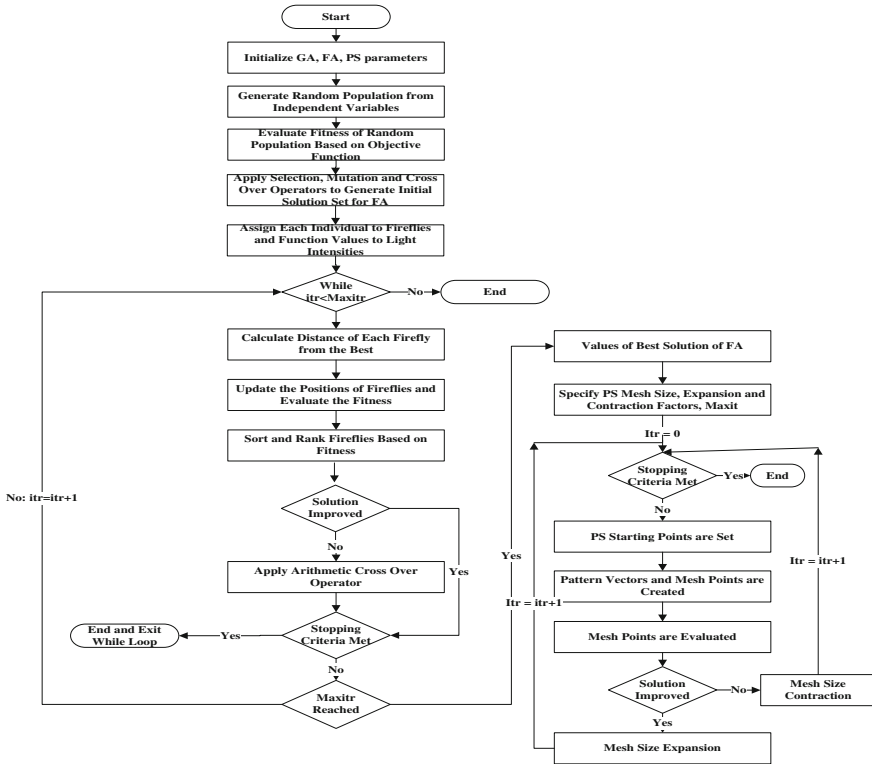 Start
Initialize GA, FA, PS parameters
Generate Random Population from
Independent Variables
Evaluate Fitness of Random
Population Based on Objective
Function
Apply Selection, Mutation and Cross
Over Operators to Generate Initial
Solution Set for FA
Assign Each Individual to Fireflies
and Function Values to Light
Intensities
While
itr<Maxitr
No
End
Calculate Distance of Each Firefly
from the Best
Update the Positions of Fireflies and
Evaluate the Fitness
Sort and Rank Fireflies Based on
Fitness
No: itr=itr+1
Solution
Improved
No
Yes
Apply Arithmetic Cross Over
Operator
Stopping
Criteria Met
Yes
End and Exit
While Loop
No
Maxitr
Reached
Yes
Values of Best Solution of FA
Specify PS Mesh Size, Expansion and
Contraction Factors, Maxit
Itr = 0
Stopping
Criteria Met
Yes
End
No
PS Starting Points are Set
Itr = itr+1
Pattern Vectors and Mesh Points are
Created
Itr = itr+1
Mesh Points are Evaluated
Solution
Improved
No
Mesh Size
Contraction
Yes
Mesh Size Expansion